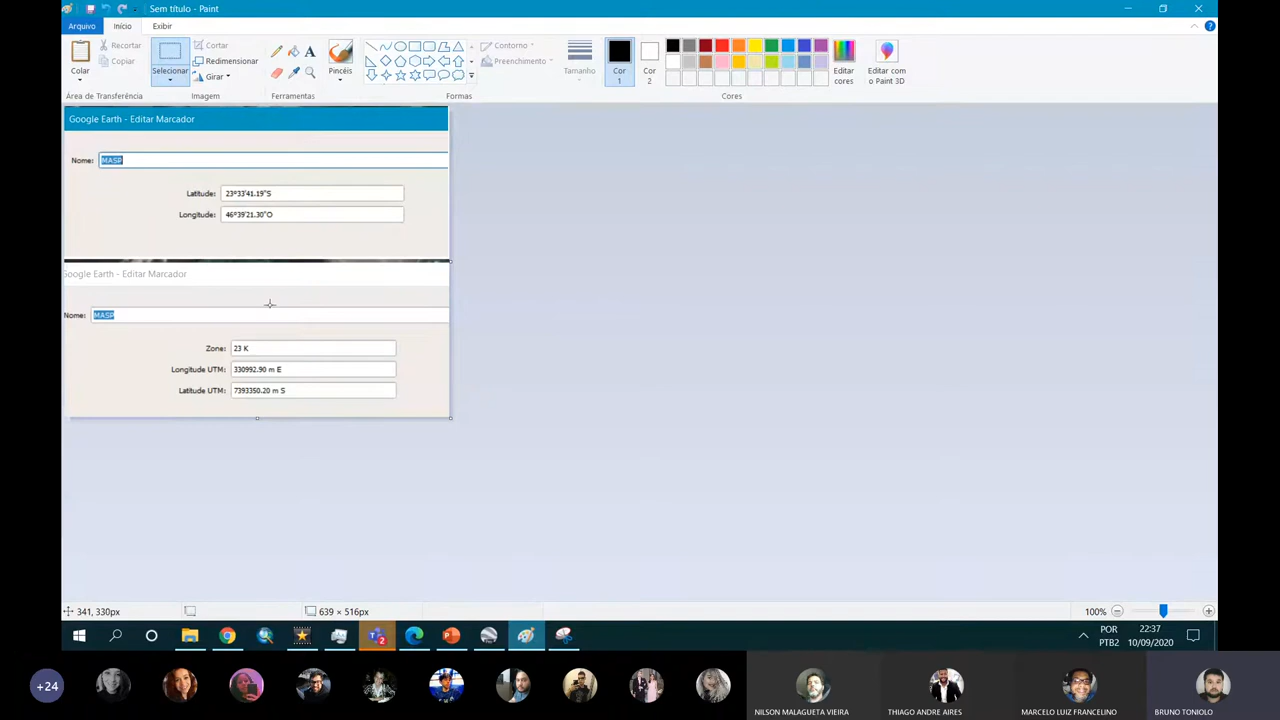 Sem título - Paint
Arquivo Início Exibir
Colar
Recortar
Copiar
Área de Transferência
Selecionar
Cortar
Redimensionar
Girar
Imagem
A
Ferramentas
Pincéis
Contorno
Preenchimento
Formas
Tamanho
Cor
1
Cor
2
Editar
cores
Editar com
o Paint 3D
Cores
Google Earth - Editar Marcador
Nome: MASP
Latitude: 23°33'41.19"S
Longitude: 46°39'21.30"O
Google Earth - Editar Marcador
Nome: MASP
Zone: 23 K
Longitude UTM: 330992.90 m E
Latitude UTM: 7393350.20 m S
341, 330px
639 × 516px
100%
2
POR
PTB2
22:37
10/09/2020
+24
NILSON MALAGUETA VIEIRA
THIAGO ANDRE AIRES
MARCELO LUIZ FRANCELINO
BRUNO TONIOLO